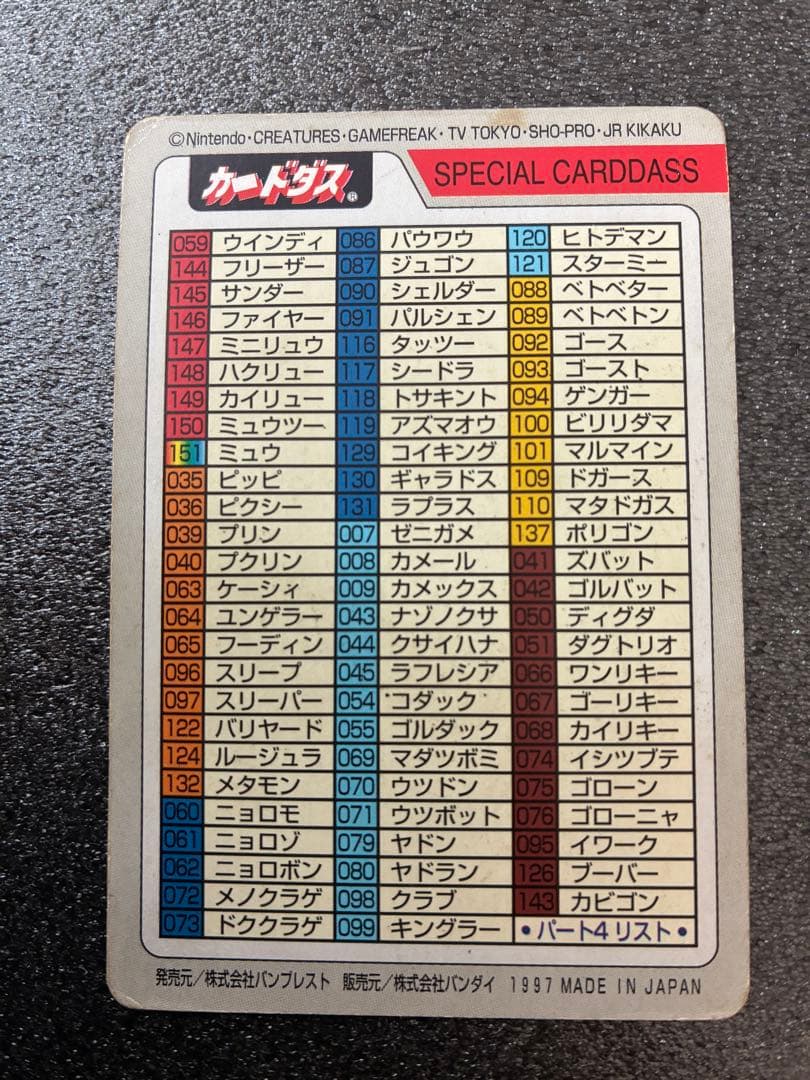 ©Nintendo・CREATURES・GAMEFREAK・TV TOKYO・SHO-PRO・JR KIKAKU
カードダス®
SPECIAL CARDDASS
059 ウインディ 086 パウワウ 120 ヒトデマン
144 フリーザー 087 ジュゴン 121 スターミー
145 サンダー 090 シェルダー 088 ベトベター
146 ファイヤー 091 パルシェン 089 ベトベトン
147 ミニリュウ 116 タッツー 092 ゴース
148 ハクリュー 117 シードラ 093 ゴースト
149 カイリュー 118 トサキント 094 ゲンガー
150 ミュウツー 119 アズマオウ 100 ビリリダマ
151 ミュウ 129 コイキング 101 マルマイン
035 ピッピ 130 ギャラドス 109 ドガース
036 ピクシー 131 ラプラス 110 マタドガス
039 プリン 007 ゼニガメ 137 ポリゴン
040 プクリン 008 カメール 041 ズバット
063 ケーシィ 009 カメックス 042 ゴルバット
064 ユンゲラー 043 ナゾノクサ 050 ディグダ
065 フーディン 044 クサイハナ 051 ダグトリオ
096 スリープ 045 ラフレシア 066 ワンリキー
097 スリーパー 054 コダック 067 ゴーリキー
122 バリヤード 055 ゴルダック 068 カイリキー
124 ルージュラ 069 マダツボミ 074 イシツブテ
132 メタモン 070 ウツドン 075 ゴローン
060 ニョロモ 071 ウツボット 076 ゴローニャ
061 ニョロゾ 079 ヤドン 095 イワーク
062 ニョロボン 080 ヤドラン 126 ブーバー
072 メノクラゲ 098 クラブ 143 カビゴン
073 ドククラゲ 099 キングラー •パート4リスト•
発売元／株式会社バンプレスト 販売元／株式会社バンダイ 1997 MADE IN JAPAN